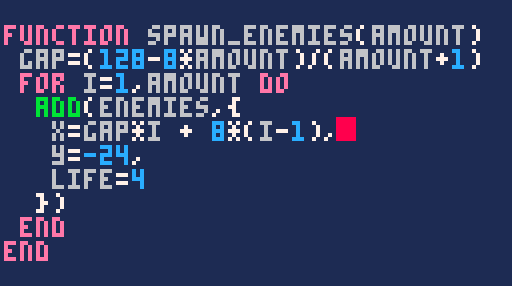 FUNCTION SPAWN_ENEMIES(AMOUNT)
 GAP=(128-8*AMOUNT)/(AMOUNT+1)
 FOR I=1,AMOUNT DO
  ADD(ENEMIES,{
   X=GAP*I + 8*(I-1),
   Y=-24,
   LIFE=4
  })
 END
END